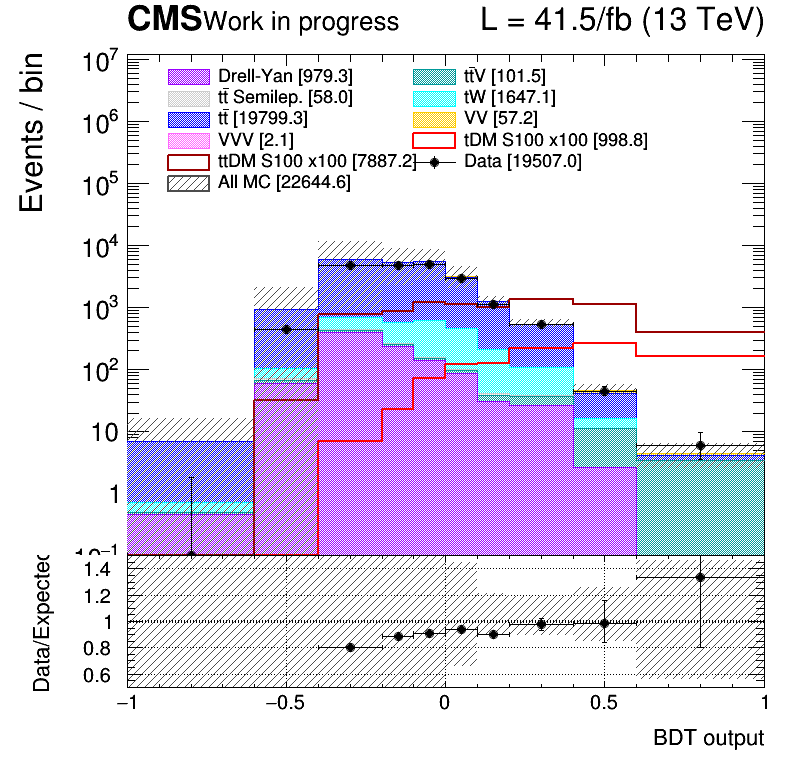 CMS Work in progress L = 41.5/fb (13 TeV)
Events / bin
10⁷
10⁶
10⁵
10⁴
10³
10²
10
1
10⁻¹
Drell-Yan [979.3]
tt̄V [101.5]
tt̄ Semilep. [58.0]
tW [1647.1]
tt̄ [19799.3]
VV [57.2]
VVV [2.1]
tDM S100 x100 [998.8]
ttDM S100 x100 [7887.2]
Data [19507.0]
All MC [22644.6]
Data/Expected
1.4
1.2
1
0.8
0.6
−1 −0.5 0 0.5 1
BDT output